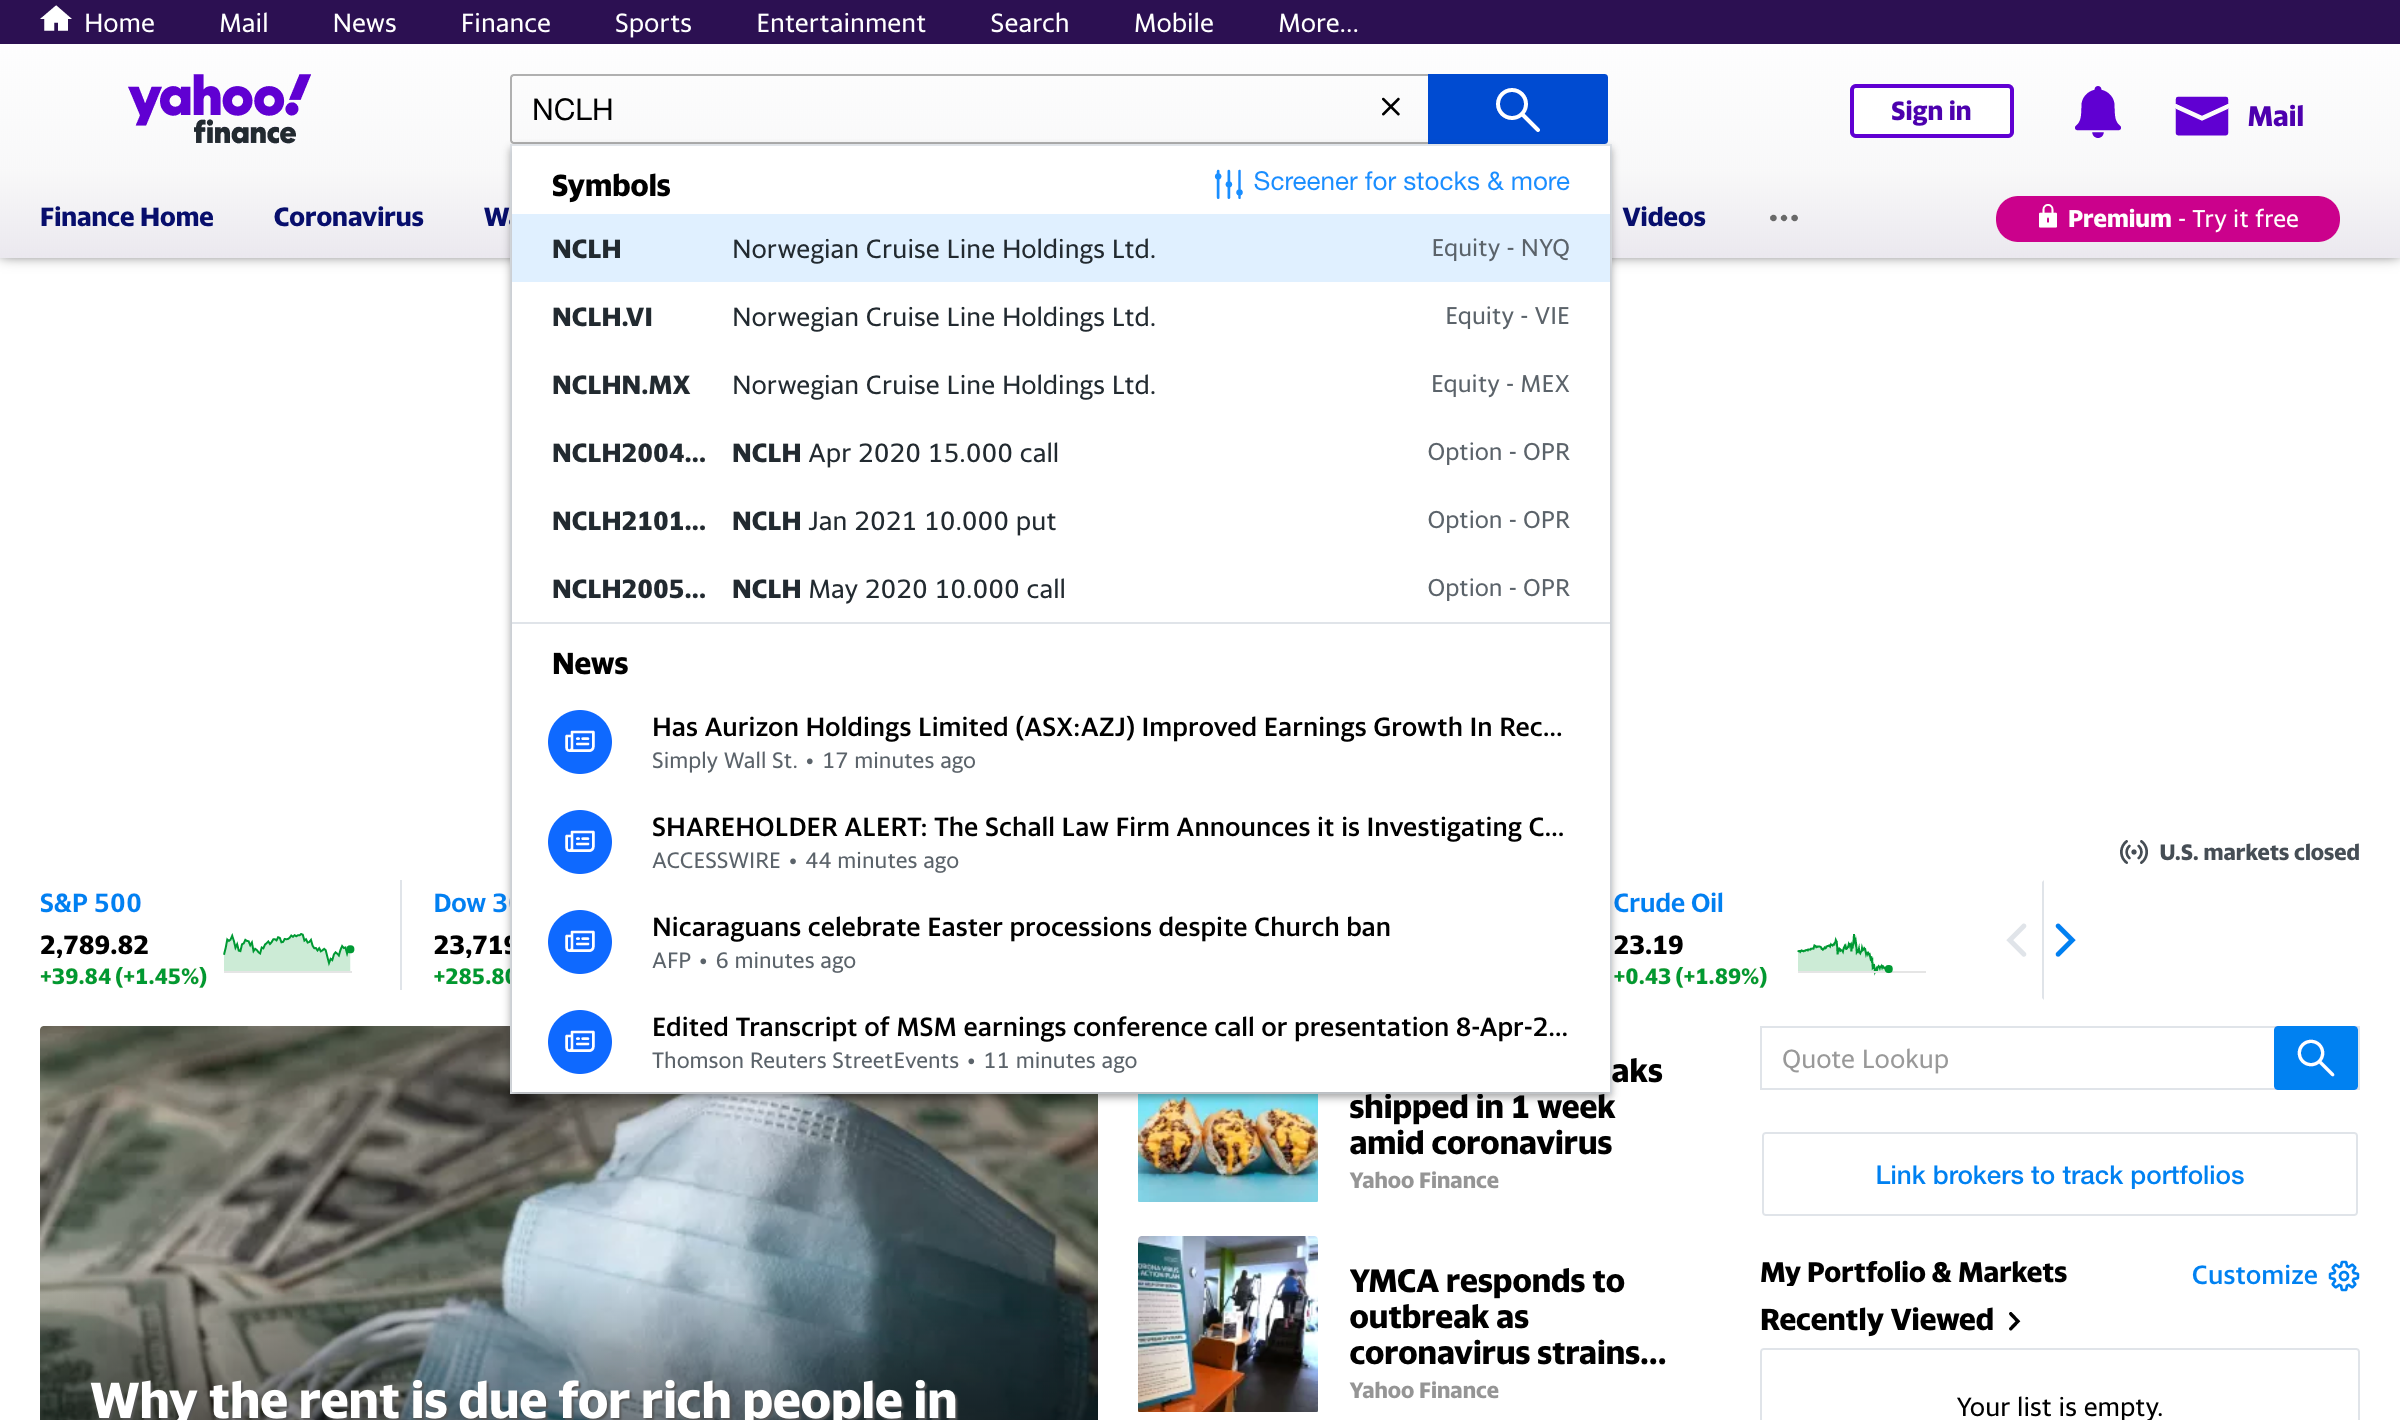 Home Mail News Finance Sports Entertainment Search Mobile More...
yahoo!
finance
NCLH
Sign in
Mail
Finance Home Coronavirus
Videos
Premium - Try it free
Symbols
Screener for stocks & more
NCLH Norwegian Cruise Line Holdings Ltd. Equity - NYQ
NCLH.VI Norwegian Cruise Line Holdings Ltd. Equity - VIE
NCLHN.MX Norwegian Cruise Line Holdings Ltd. Equity - MEX
NCLH2004... NCLH Apr 2020 15.000 call Option - OPR
NCLH2101... NCLH Jan 2021 10.000 put Option - OPR
NCLH2005... NCLH May 2020 10.000 call Option - OPR
News
Has Aurizon Holdings Limited (ASX:AZJ) Improved Earnings Growth In Rec...
Simply Wall St. • 17 minutes ago
SHAREHOLDER ALERT: The Schall Law Firm Announces it is Investigating C...
ACCESSWIRE • 44 minutes ago
Nicaraguans celebrate Easter processions despite Church ban
AFP • 6 minutes ago
Edited Transcript of MSM earnings conference call or presentation 8-Apr-2...
Thomson Reuters StreetEvents • 11 minutes ago
U.S. markets closed
S&P 500
2,789.82
+39.84 (+1.45%)
Dow 3
23,719
+285.80
Crude Oil
23.19
+0.43 (+1.89%)
Why the rent is due for rich people in
aks
shipped in 1 week
amid coronavirus
Yahoo Finance
YMCA responds to
outbreak as
coronavirus strains...
Yahoo Finance
Quote Lookup
Link brokers to track portfolios
My Portfolio & Markets
Customize
Recently Viewed
Your list is empty.